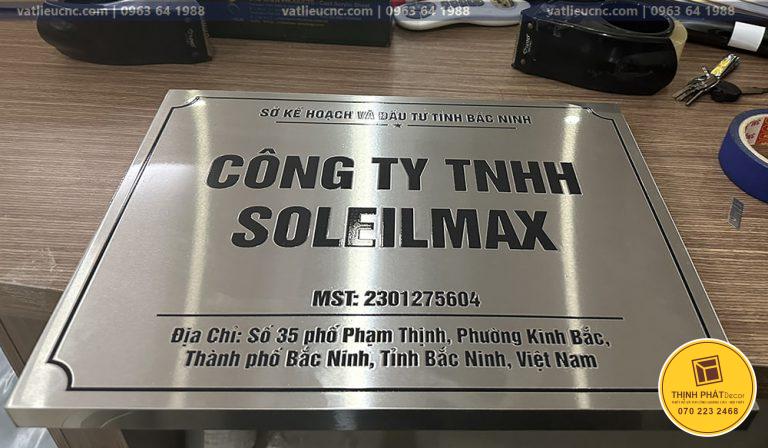 vatlieucnc.com | 0963 64 1988 vatlieucnc.com | 0963 64 1988 vatlieucnc.com | 0963 64 1988
SỞ KẾ HOẠCH VÀ ĐẦU TƯ TỈNH BẮC NINH
CÔNG TY TNHH
SOLEILMAX
MST: 2301275604
Địa Chỉ: Số 35 phố Phạm Thịnh, Phường Kinh Bắc,
Thành phố Bắc Ninh, Tỉnh Bắc Ninh, Việt Nam
THỊNH PHÁT Decor
070 223 2468